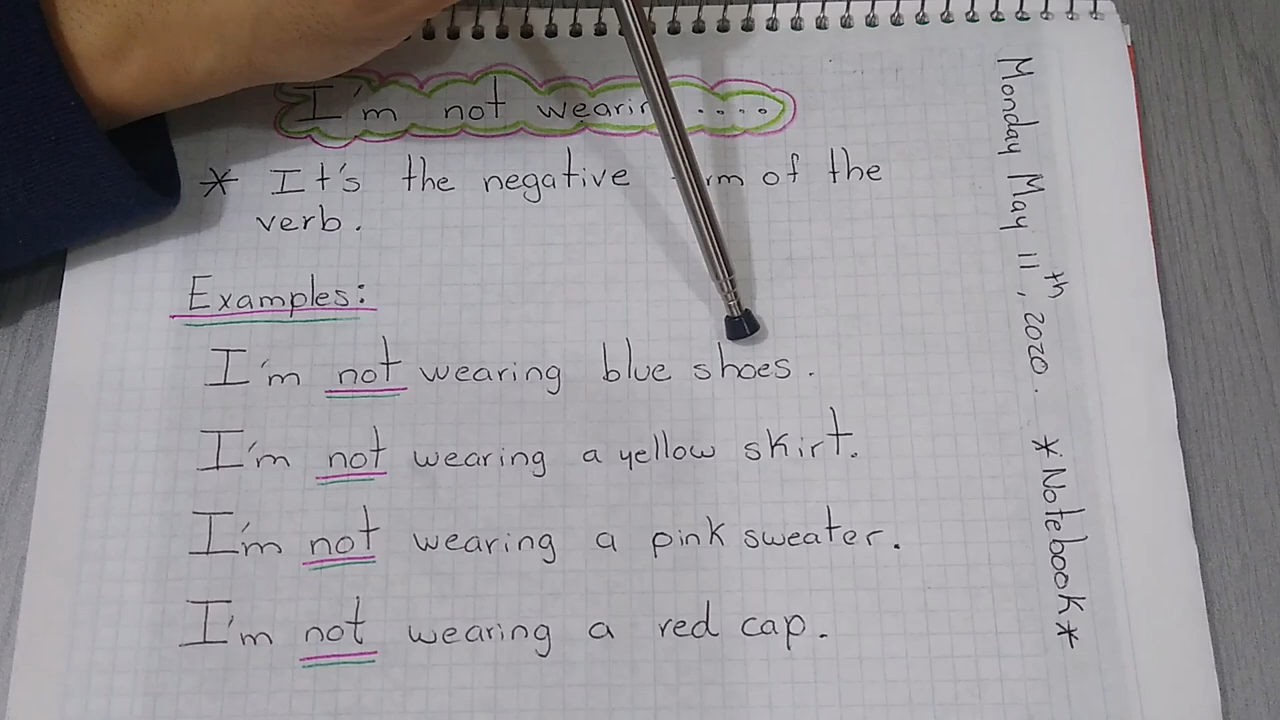 I'm not ....
* It's the negative of the
verb.
Examples:
I'm not wearing blue shoes.
I'm not wearing a yellow skirt.
I'm not wearing a pink sweater.
I'm not wearing a red cap.
Monday May 11th, 2020. *Notebook*